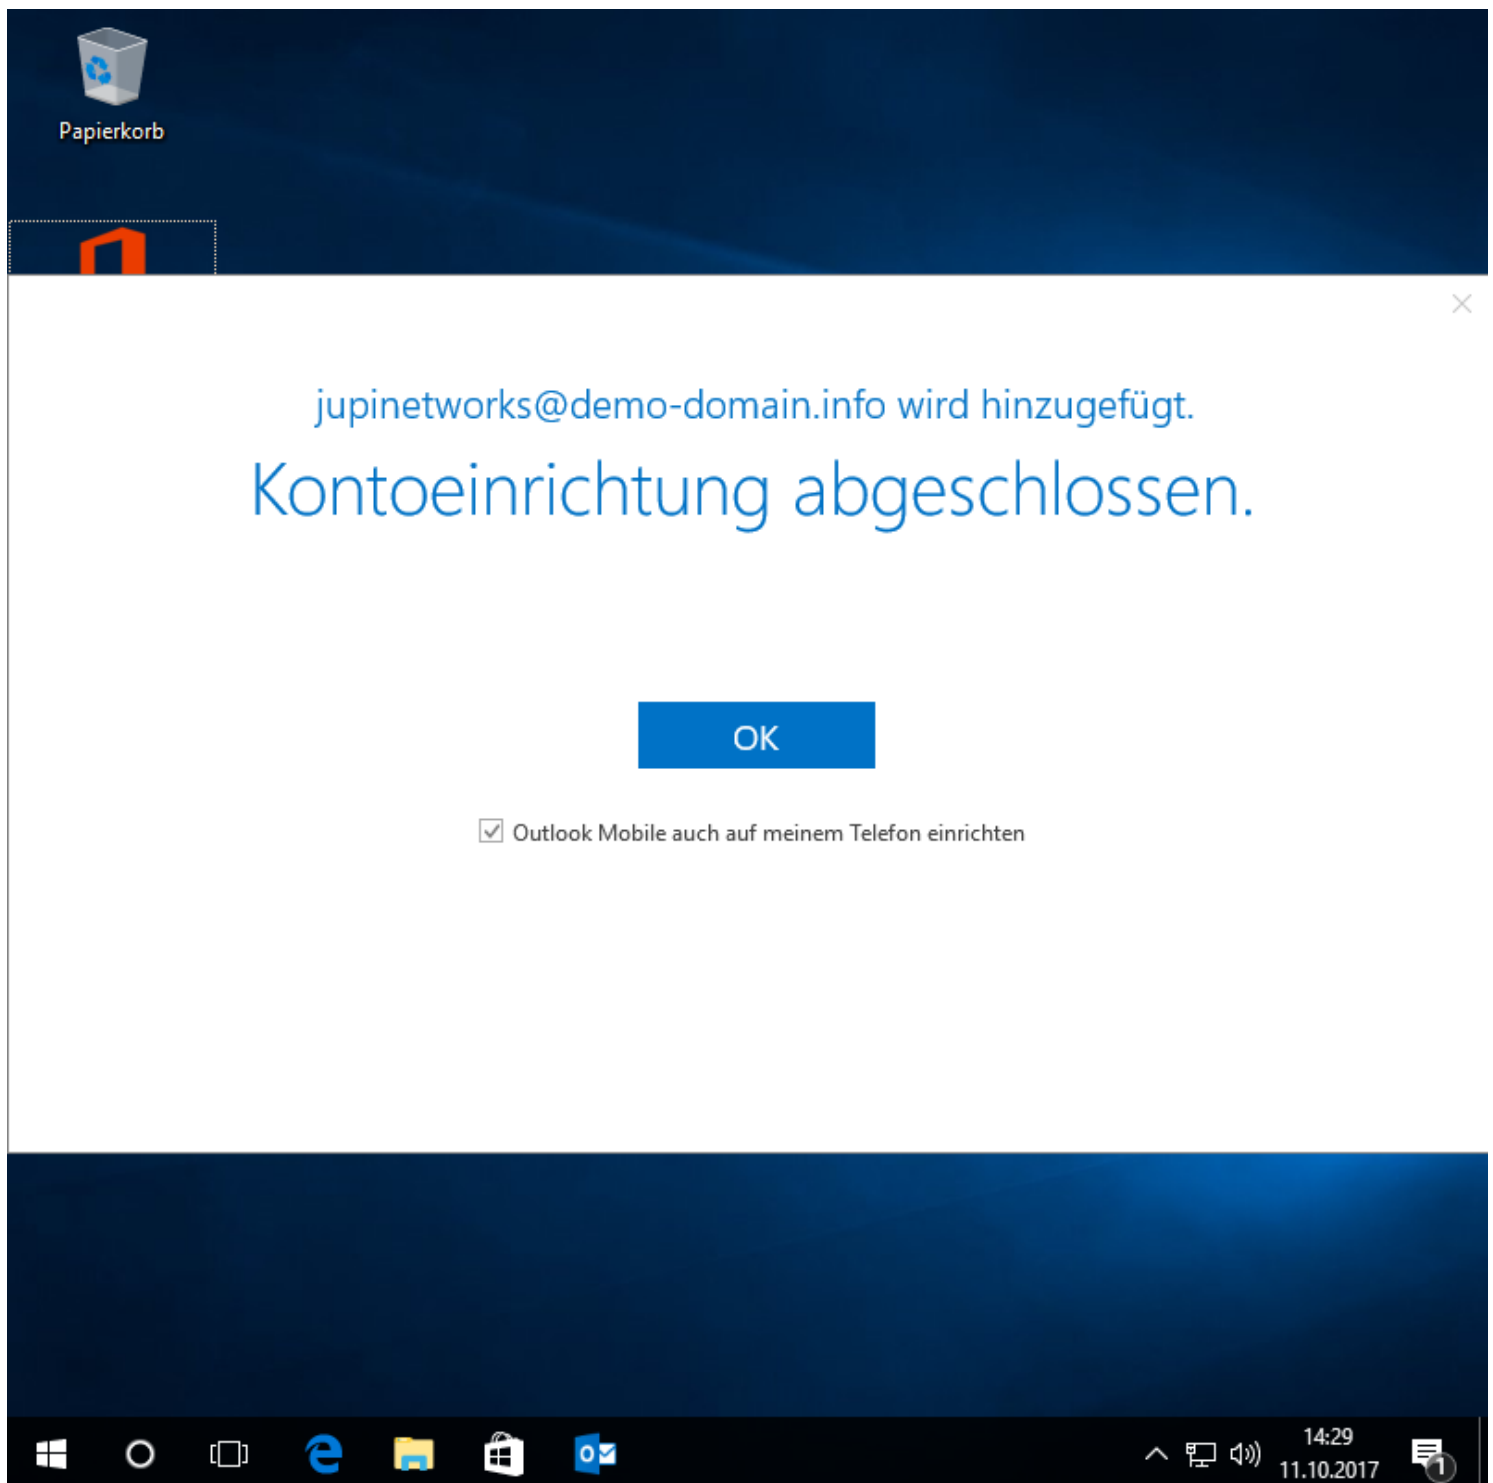 Papierkorb
jupinetworks@demo-domain.info wird hinzugefügt.
Kontoeinrichtung abgeschlossen.
OK
Outlook Mobile auch auf meinem Telefon einrichten
14:29
11.10.2017
1